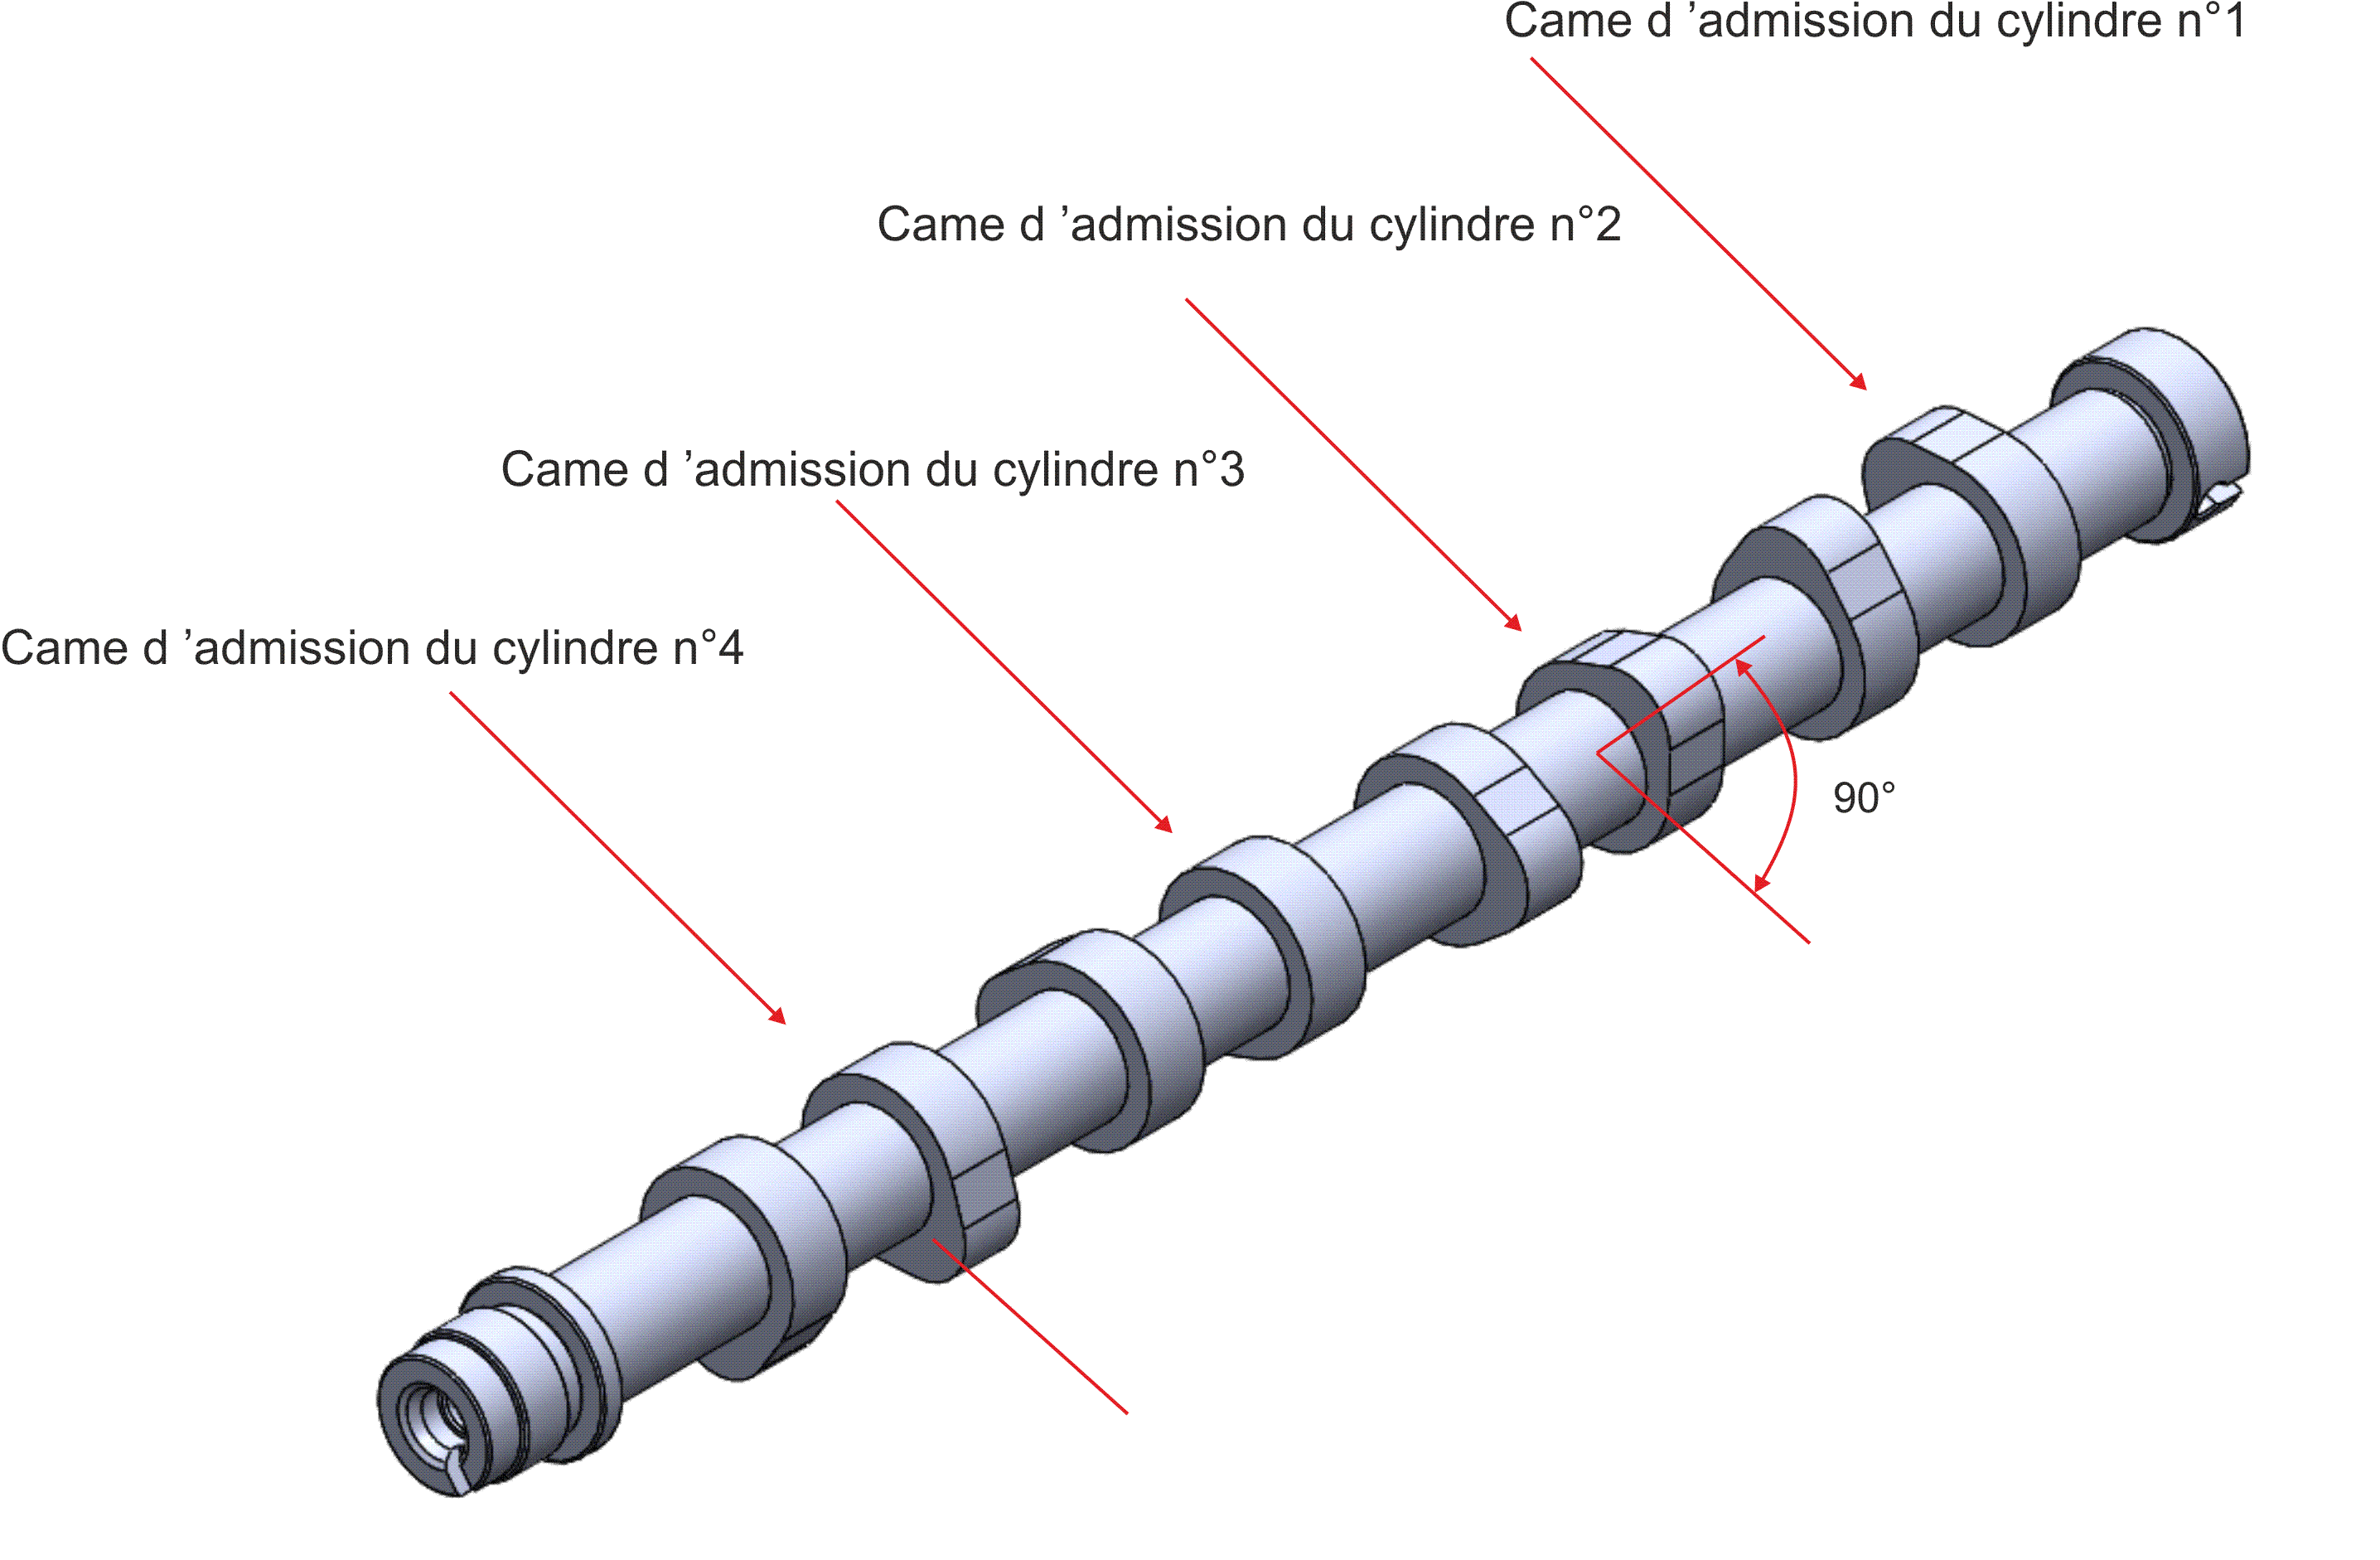 Came d ’admission du cylindre n°1
Came d ’admission du cylindre n°2
Came d ’admission du cylindre n°3
Came d ’admission du cylindre n°4
90°